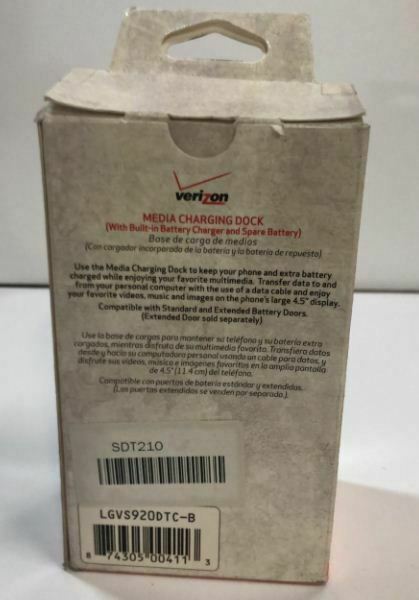 verizon
MEDIA CHARGING DOCK
(With Built-in Battery Charger and Spare Battery)
Base de carga de medios
(Con cargador incorporado de la batería y la batería de repuesto)
Use the Media Charging Dock to keep your phone and extra battery
charged while enjoying your favorite multimedia. Transfer data to and
from your personal computer with the use of a data cable and enjoy
your favorite videos, music and images on the phone's large 4.5" display.
Compatible with Standard and Extended Battery Doors.
(Extended Door sold separately)
Use la base de cargas para mantener su teléfono y su batería extra
cargados, mientras disfruta de su multimedia favorito. Transfiera datos
desde y hacia su computadora personal usando un cable para datos, y
disfrute sus videos, música e imágenes favoritos en la amplia pantalla
de 4.5" (11.4 cm) del teléfono.
Compatible con puertas de batería estándar y extendidas.
(Las puertas extendidas se venden por separado.)
SDT210
LGVS920DTC-B
8 74305 00411 3